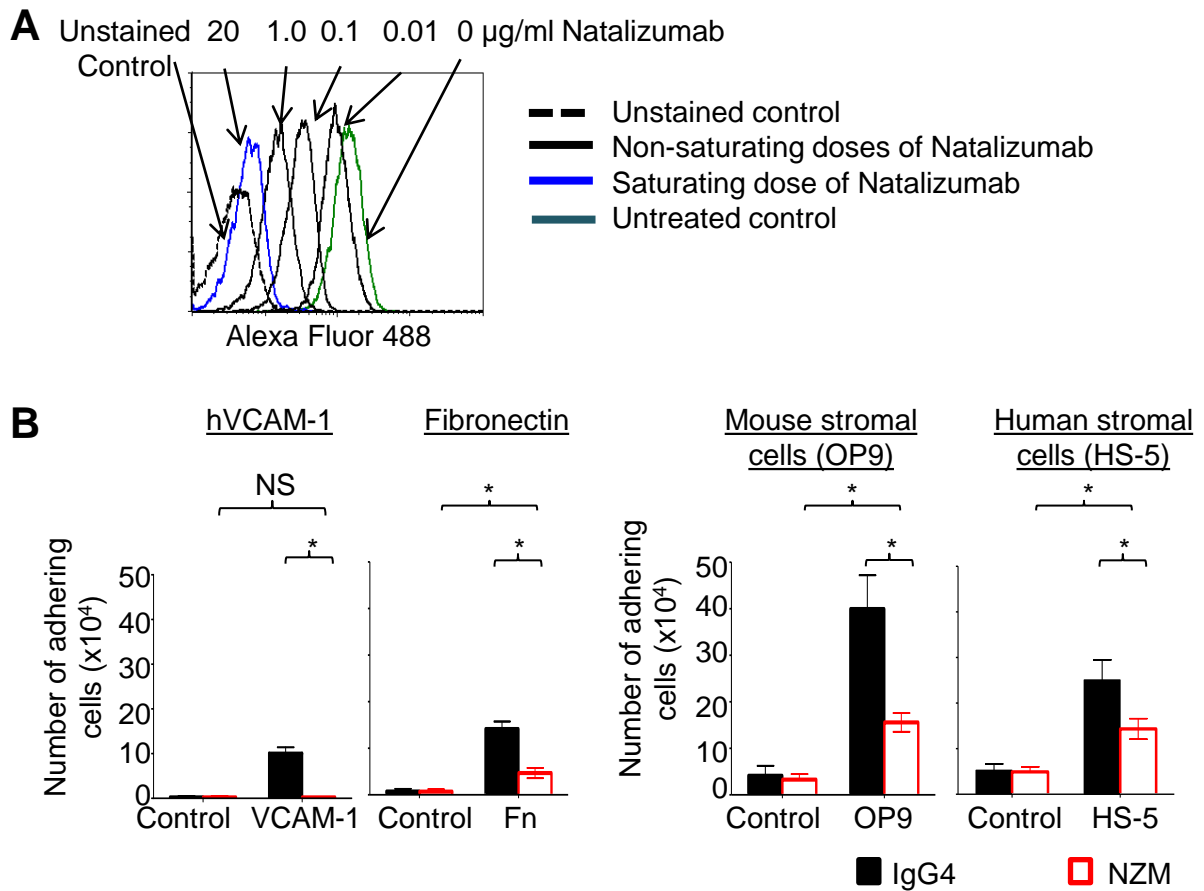 A
Unstained 20 1.0 0.1 0.01 0 µg/ml Natalizumab
Control
Unstained control
Non-saturating doses of Natalizumab
Saturating dose of Natalizumab
Untreated control
Alexa Fluor 488
B
hVCAM-1
Fibronectin
Mouse stromal
cells (OP9)
Human stromal
cells (HS-5)
NS
*
*
*
*
*
*
*
Number of adhering
cells (x10⁴)
50
40
30
20
10
0
Control VCAM-1
Control Fn
Number of adhering
cells (x10⁴)
50
40
30
20
10
0
Control OP9
Control HS-5
IgG4
NZM